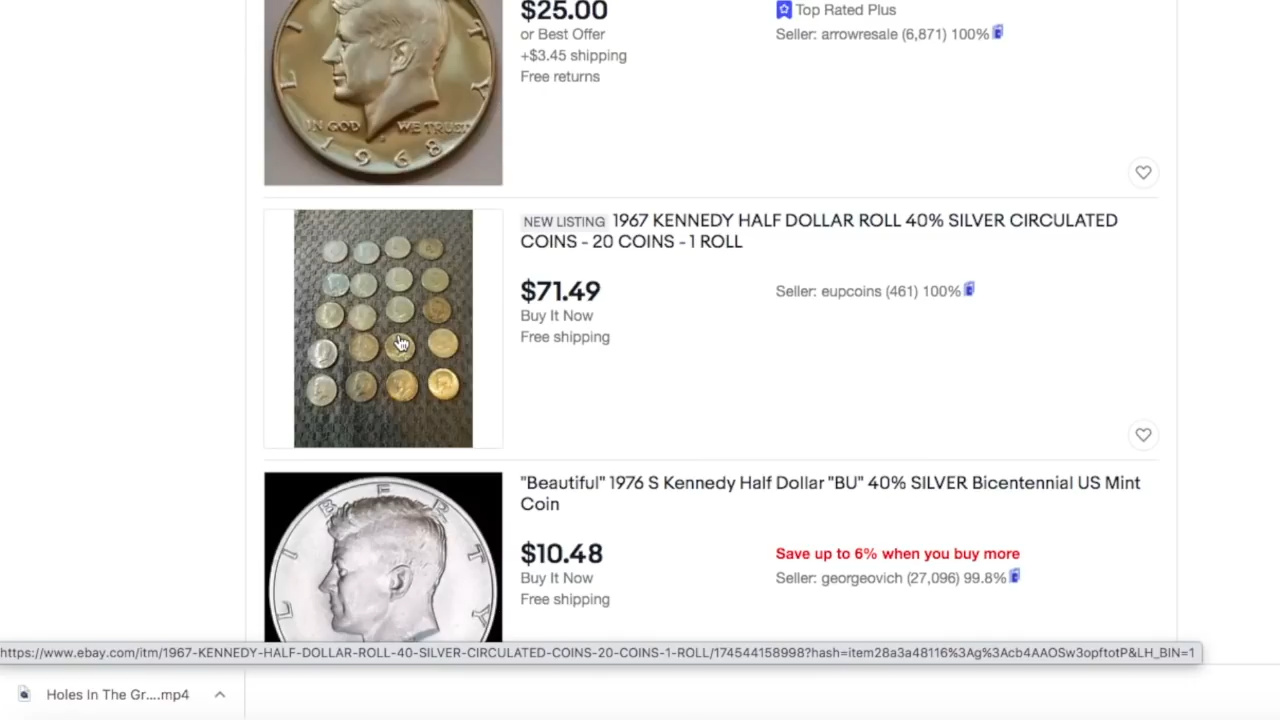 $25.00
Top Rated Plus
or Best Offer
Seller: arrowresale (6,871) 100%
+$3.45 shipping
Free returns
L I T Y
IN GOD WE TRUST
1968
NEW LISTING 1967 KENNEDY HALF DOLLAR ROLL 40% SILVER CIRCULATED
COINS - 20 COINS - 1 ROLL
$71.49
Seller: eupcoins (461) 100%
Buy It Now
Free shipping
"Beautiful" 1976 S Kennedy Half Dollar "BU" 40% SILVER Bicentennial US Mint
Coin
$10.48
Save up to 6% when you buy more
Buy It Now
Seller: georgeovich (27,096) 99.8%
Free shipping
LIBERTY
https://www.ebay.com/itm/1967-KENNEDY-HALF-DOLLAR-ROLL-40-SILVER-CIRCULATED-COINS-20-COINS-1-ROLL/174544158998?hash=item28a3a48116%3Ag%3Acb4AAOSw3opftotP&LH_BIN=1
Holes In The Gr....mp4